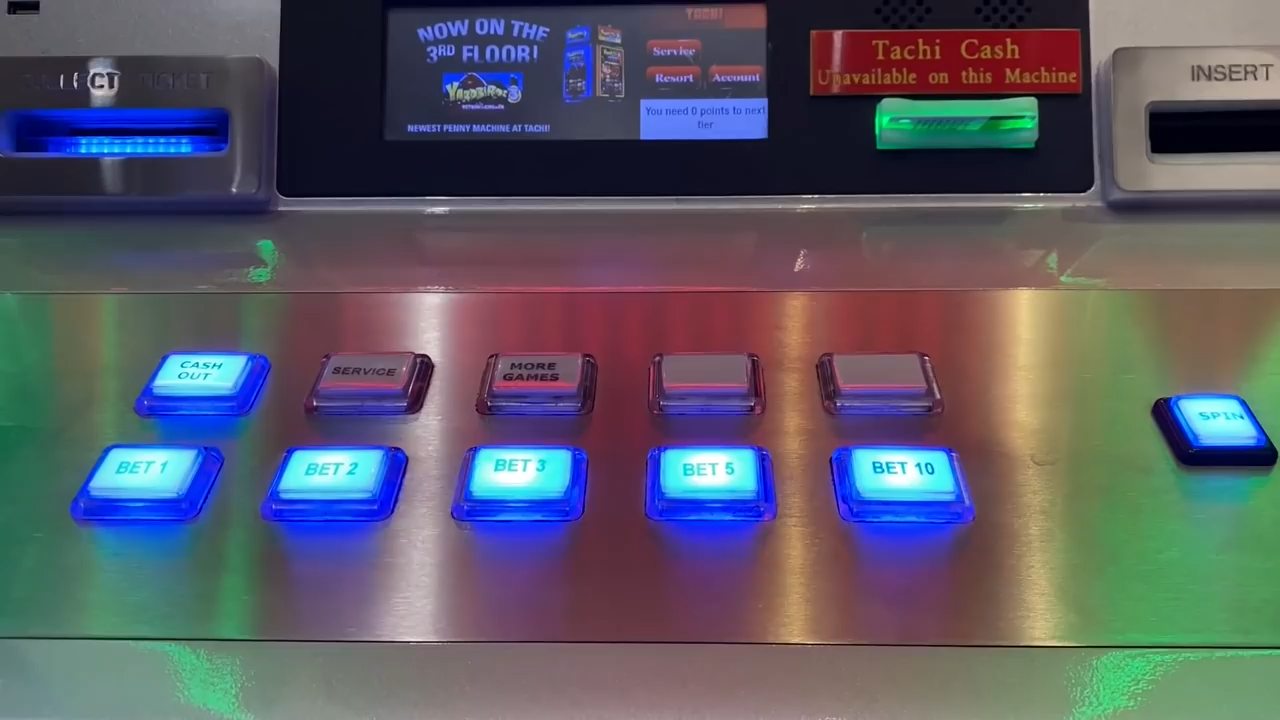 COLLECT TICKET
NOW ON THE
3RD FLOOR!
NEWEST PENNY MACHINE AT TACHI!
TACHI
Service
Resort Account
You need 0 points to next
tier
Tachi Cash
Unavailable on this Machine
INSERT
CASH
OUT
SERVICE
MORE
GAMES
BET 1
BET 2
BET 3
BET 5
BET 10
SPIN